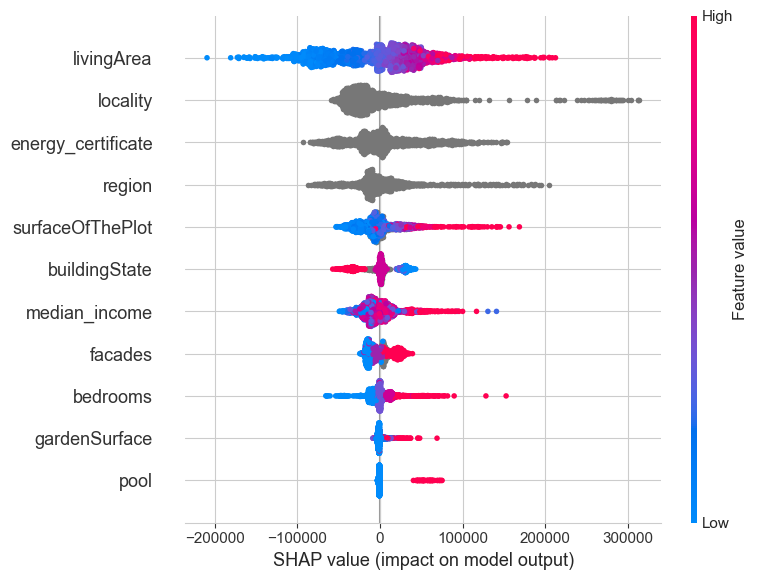 High
livingArea
locality
energy_certificate
region
surfaceOfThePlot
buildingState
median_income
facades
bedrooms
gardenSurface
pool
Feature value
Low
−200000 −100000 0 100000 200000 300000
SHAP value (impact on model output)